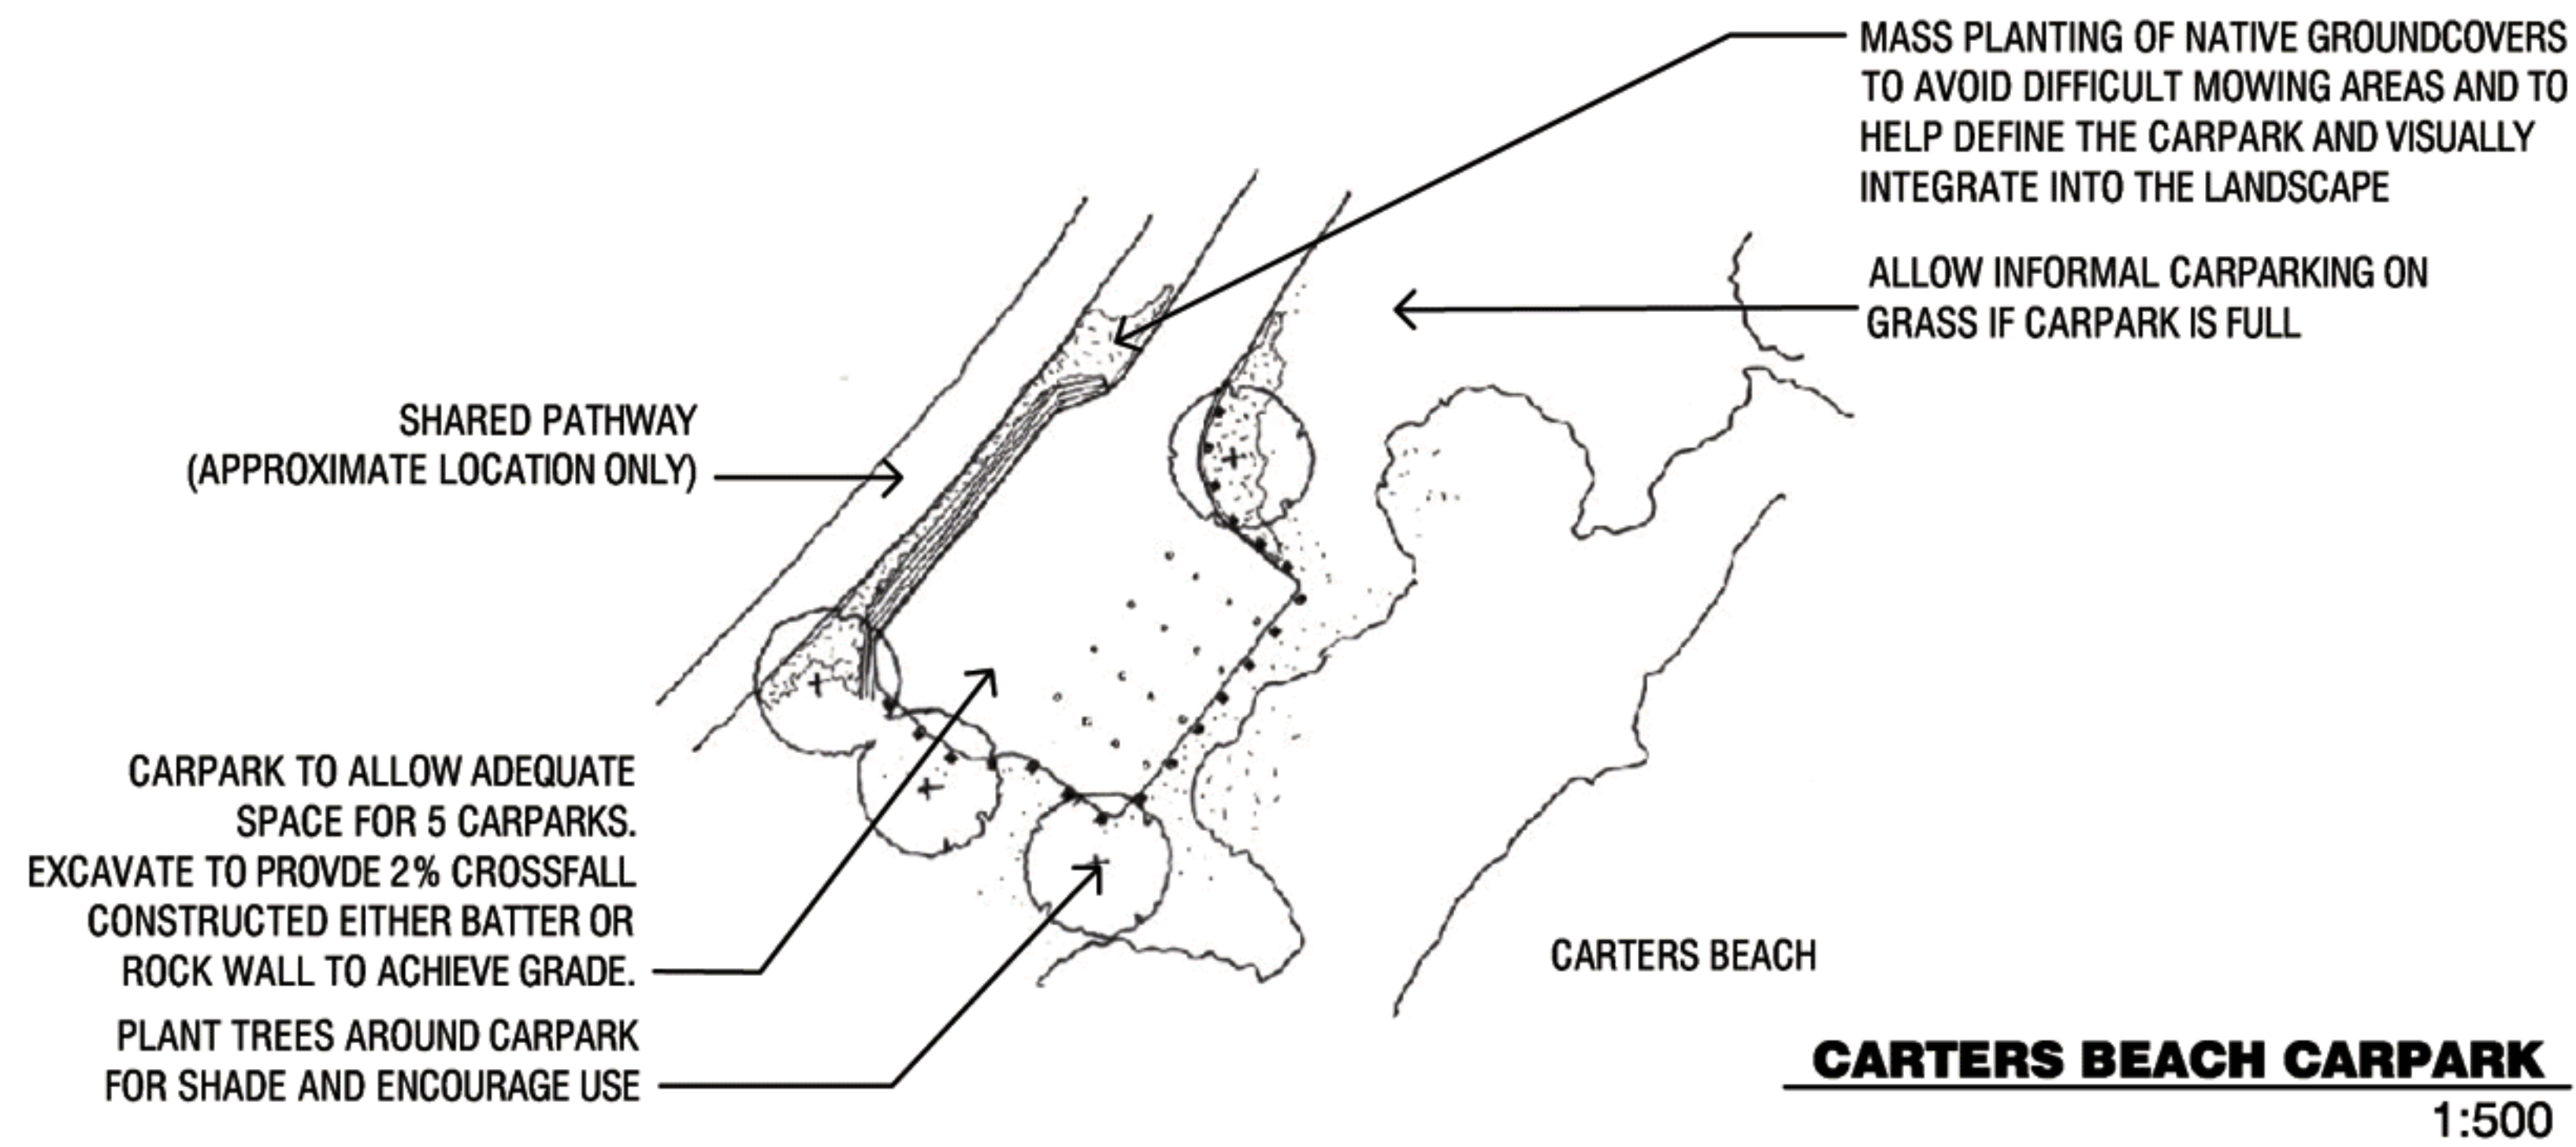 MASS PLANTING OF NATIVE GROUNDCOVERS
TO AVOID DIFFICULT MOWING AREAS AND TO
HELP DEFINE THE CARPARK AND VISUALLY
INTEGRATE INTO THE LANDSCAPE
ALLOW INFORMAL CARPARKING ON
GRASS IF CARPARK IS FULL
SHARED PATHWAY
(APPROXIMATE LOCATION ONLY)
CARPARK TO ALLOW ADEQUATE
SPACE FOR 5 CARPARKS.
EXCAVATE TO PROVDE 2% CROSSFALL
CONSTRUCTED EITHER BATTER OR
ROCK WALL TO ACHIEVE GRADE.
PLANT TREES AROUND CARPARK
FOR SHADE AND ENCOURAGE USE
CARTERS BEACH
CARTERS BEACH CARPARK
1:500